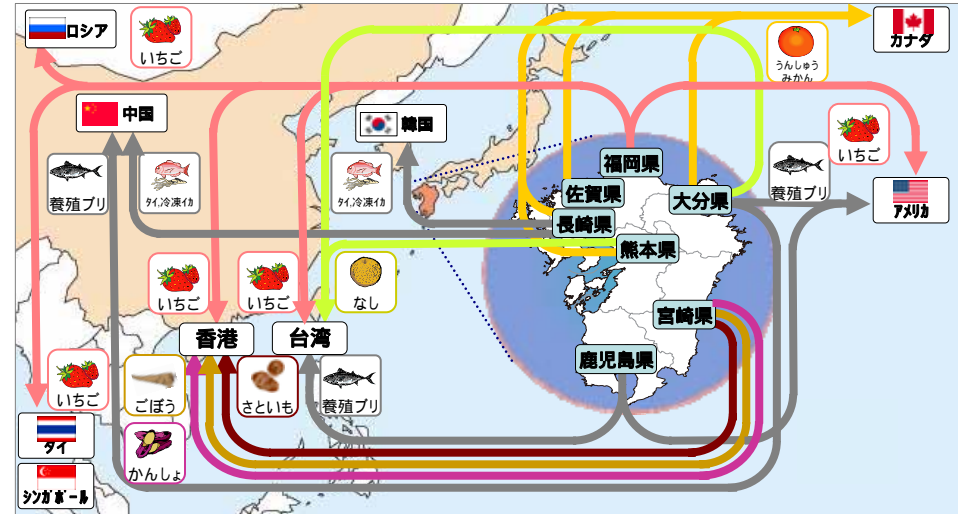 ロシア
いちご
カナダ
うんしゅう
みかん
中国
韓国
いちご
養殖ブリ
タイ,冷凍イカ
タイ,冷凍イカ
福岡県
佐賀県
大分県
養殖ブリ
アメリカ
長崎県
熊本県
いちご
いちご
なし
宮崎県
香港
台湾
鹿児島県
いちご
ごぼう
さといも
養殖ブリ
タイ
かんしょ
シンガポール